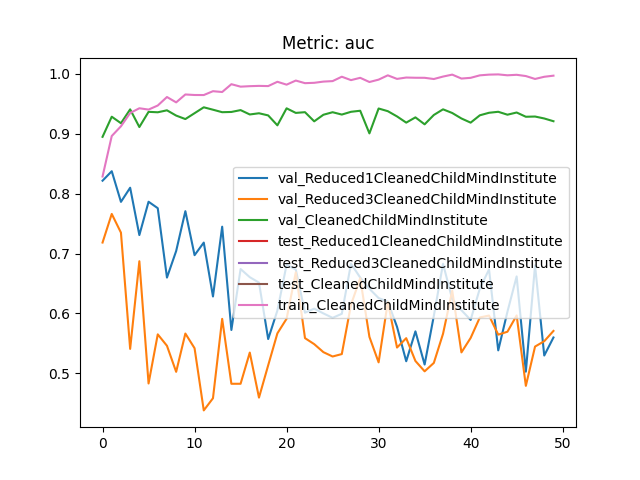 Metric: auc
1.0
0.9
0.8
0.7
0.6
0.5
val_Reduced1CleanedChildMindInstitute
val_Reduced3CleanedChildMindInstitute
val_CleanedChildMindInstitute
test_Reduced1CleanedChildMindInstitute
test_Reduced3CleanedChildMindInstitute
test_CleanedChildMindInstitute
train_CleanedChildMindInstitute
0 10 20 30 40 50